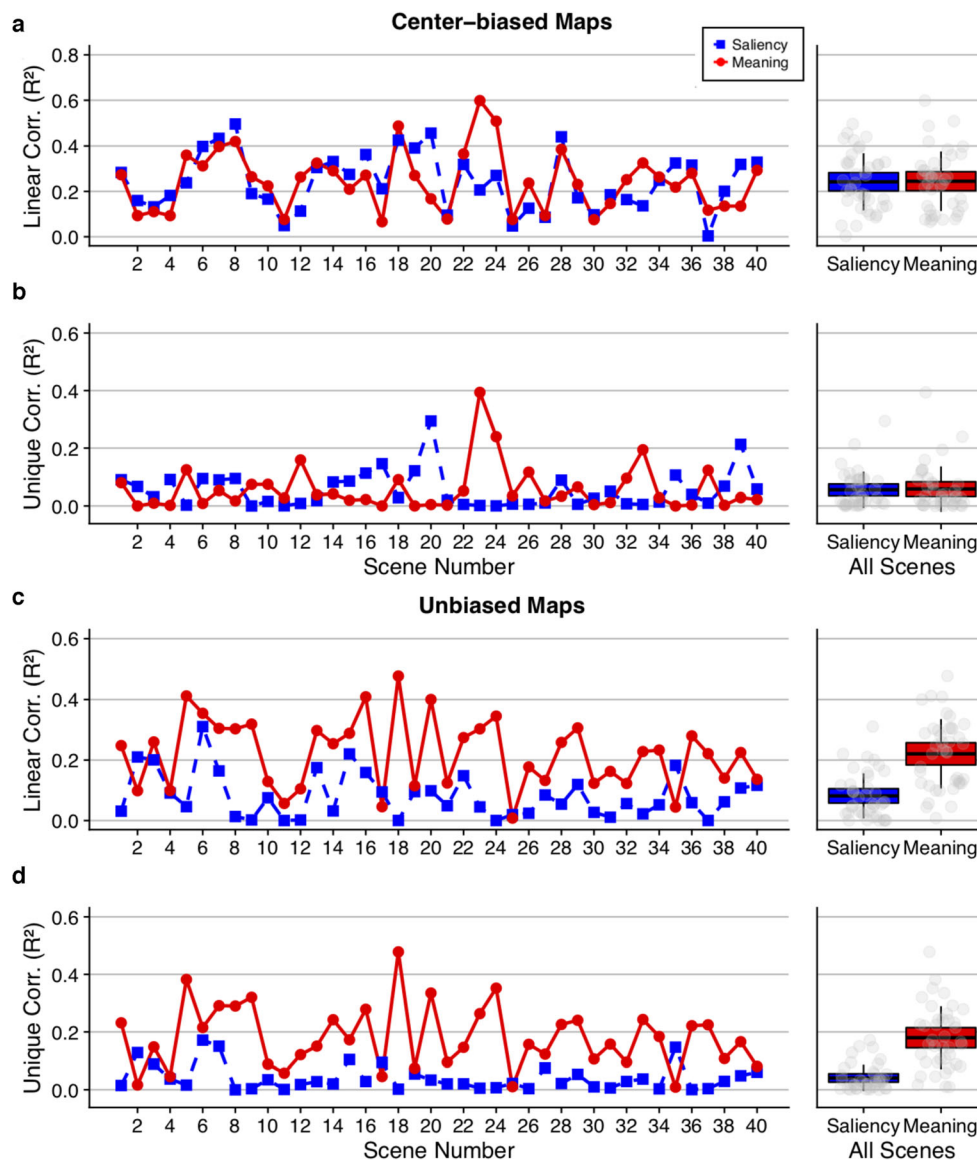 a
Center–biased Maps
Saliency
Meaning
Linear Corr. (R²)
0.8
0.6
0.4
0.2
0.0
2 4 6 8 10 12 14 16 18 20 22 24 26 28 30 32 34 36 38 40
Saliency Meaning
b
Unique Corr. (R²)
0.6
0.4
0.2
0.0
2 4 6 8 10 12 14 16 18 20 22 24 26 28 30 32 34 36 38 40
Scene Number
Saliency Meaning
All Scenes
c
Unbiased Maps
Linear Corr. (R²)
0.6
0.4
0.2
0.0
2 4 6 8 10 12 14 16 18 20 22 24 26 28 30 32 34 36 38 40
Saliency Meaning
d
Unique Corr. (R²)
0.6
0.4
0.2
0.0
2 4 6 8 10 12 14 16 18 20 22 24 26 28 30 32 34 36 38 40
Scene Number
Saliency Meaning
All Scenes